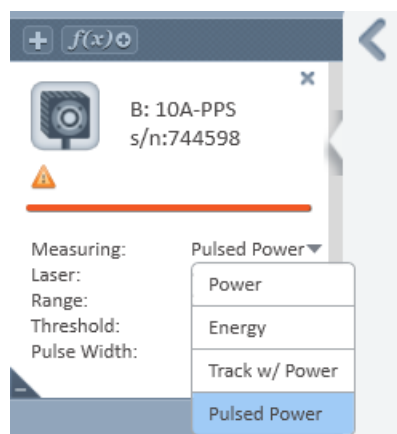 + f(x)
B: 10A-PPS
s/n:744598
Measuring: Pulsed Power
Laser:
Range:
Threshold:
Pulse Width:
Power
Energy
Track w/ Power
Pulsed Power